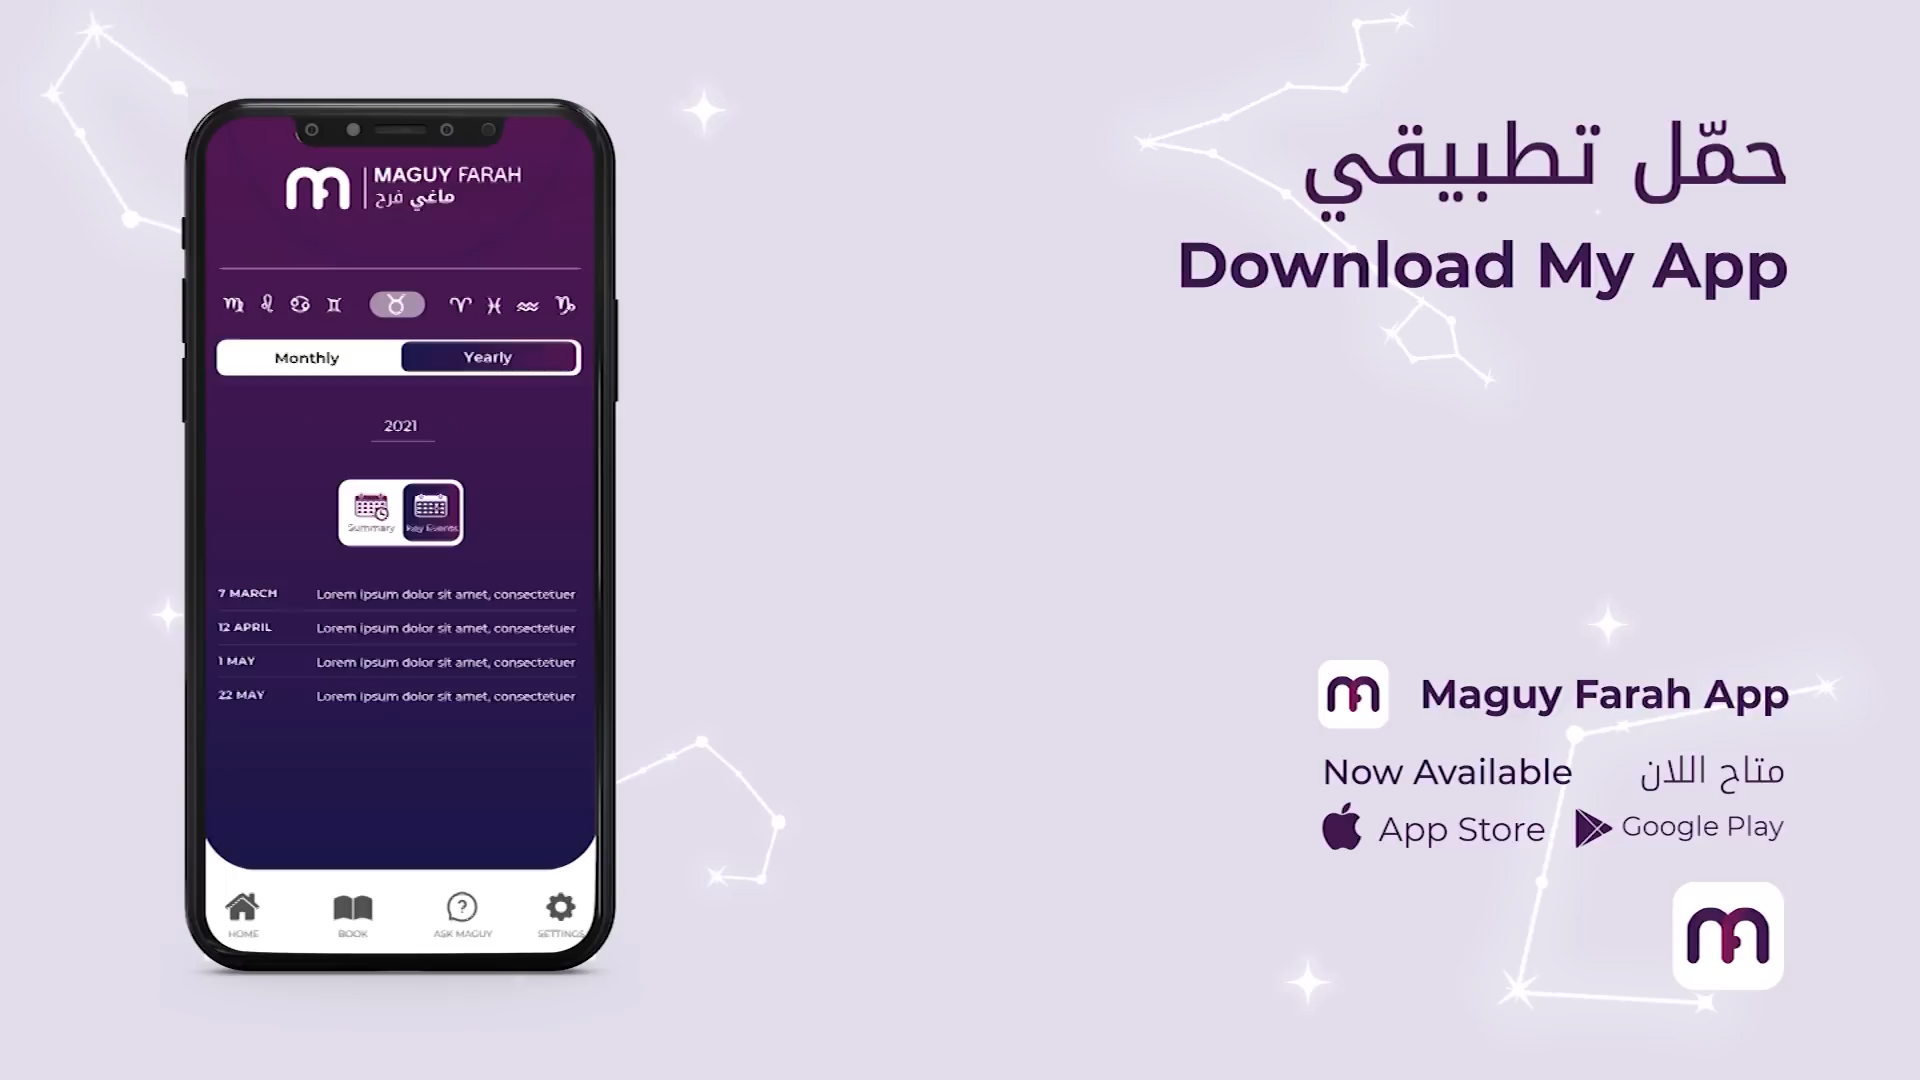 MAGUY FARAH
ماغي فرح
♍ ♌ ♋ ♊ ♉ ♈ ♓ ♒ ♑
Monthly Yearly
2021
Summary Key Events
7 MARCH Lorem ipsum dolor sit amet, consectetuer
12 APRIL Lorem ipsum dolor sit amet, consectetuer
1 MAY Lorem ipsum dolor sit amet, consectetuer
22 MAY Lorem ipsum dolor sit amet, consectetuer
HOME BOOK ASK MAGUY SETTINGS
حمّل تطبيقي
Download My App
Maguy Farah App
Now Available متاح اللان
App Store Google Play